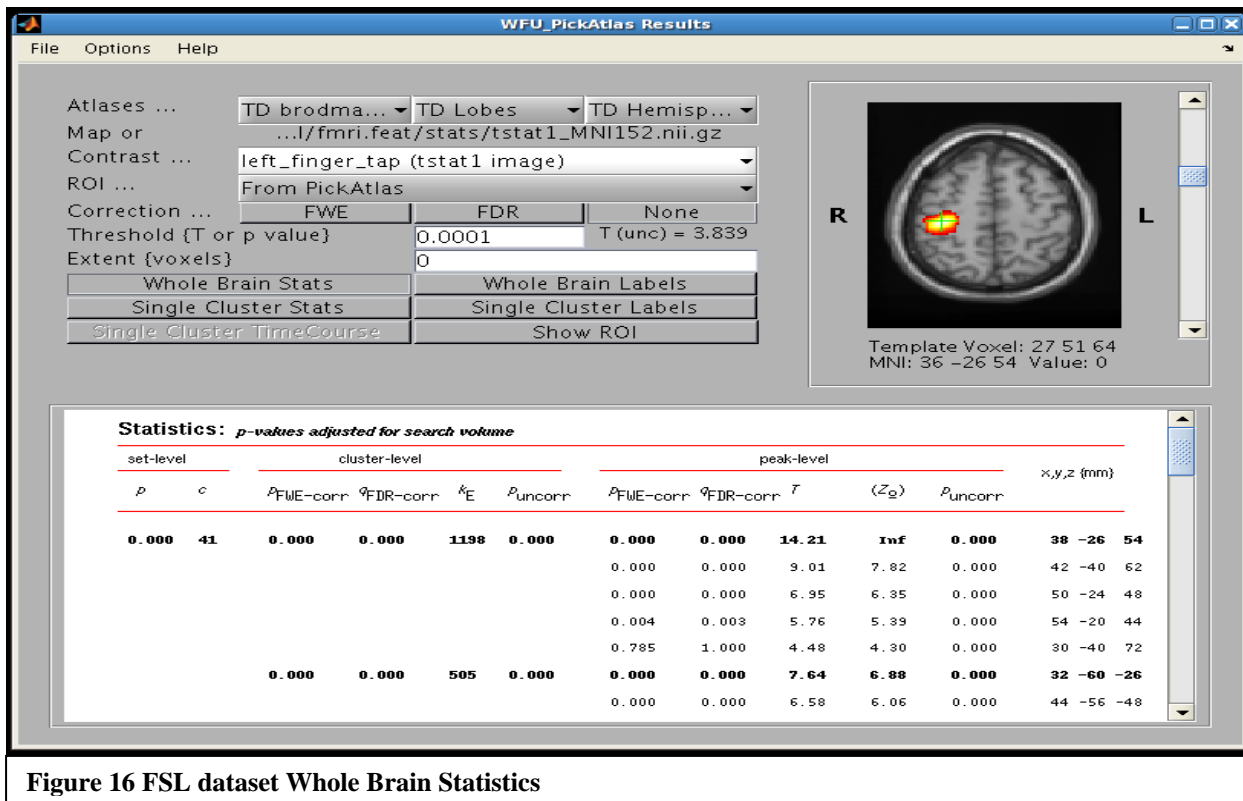 WFU_PickAtlas Results
File Options Help
Atlases ... TD brodma... TD Lobes TD Hemisp...
Map or ...l/fmri.feat/stats/tstat1_MNI152.nii.gz
Contrast ... left_finger_tap (tstat1 image)
ROI ... From PickAtlas
Correction ... FWE FDR None
Threshold {T or p value} 0.0001 T (unc) = 3.839
Extent {voxels} 0
Whole Brain Stats Whole Brain Labels
Single Cluster Stats Single Cluster Labels
Single Cluster TimeCourse Show ROI
R L
Template Voxel: 27 51 64
MNI: 36 -26 54 Value: 0
Statistics: p-values adjusted for search volume
set-level cluster-level peak-level x,y,z {mm}
p c pFWE-corr qFDR-corr kE puncorr pFWE-corr qFDR-corr T (Zo) puncorr
0.000 41 0.000 0.000 1198 0.000 0.000 0.000 14.21 Inf 0.000 38 -26 54
0.000 0.000 9.01 7.82 0.000 42 -40 62
0.000 0.000 6.95 6.35 0.000 50 -24 48
0.004 0.003 5.76 5.39 0.000 54 -20 44
0.785 1.000 4.48 4.30 0.000 30 -40 72
0.000 0.000 505 0.000 0.000 0.000 7.64 6.88 0.000 32 -60 -26
0.000 0.000 6.58 6.06 0.000 44 -56 -48
Figure 16 FSL dataset Whole Brain Statistics